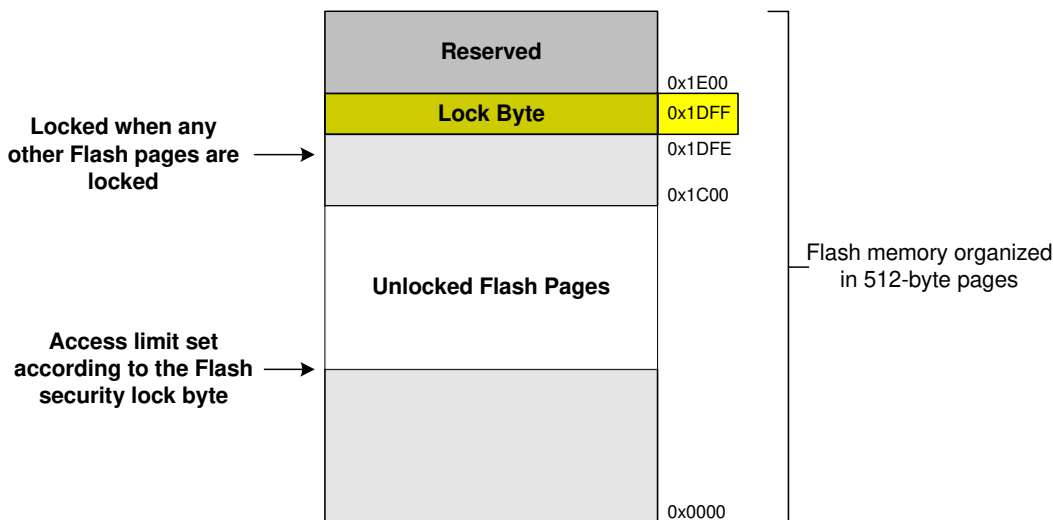 Reserved
0x1E00
Lock Byte
0x1DFF
Locked when any
other Flash pages are
locked
0x1DFE
0x1C00
Unlocked Flash Pages
Flash memory organized
in 512-byte pages
Access limit set
according to the Flash
security lock byte
0x0000